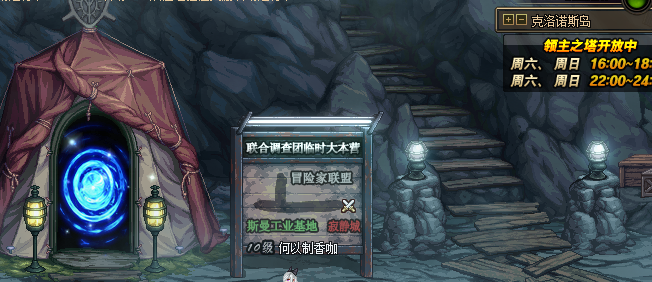 克洛诺斯岛
领主之塔开放中
周六、周日 16:00~18:
周六、周日 22:00~24:
联合调查团临时大本营
冒险家联盟
斯曼工业基地 寂静城
10级 何以制香咖